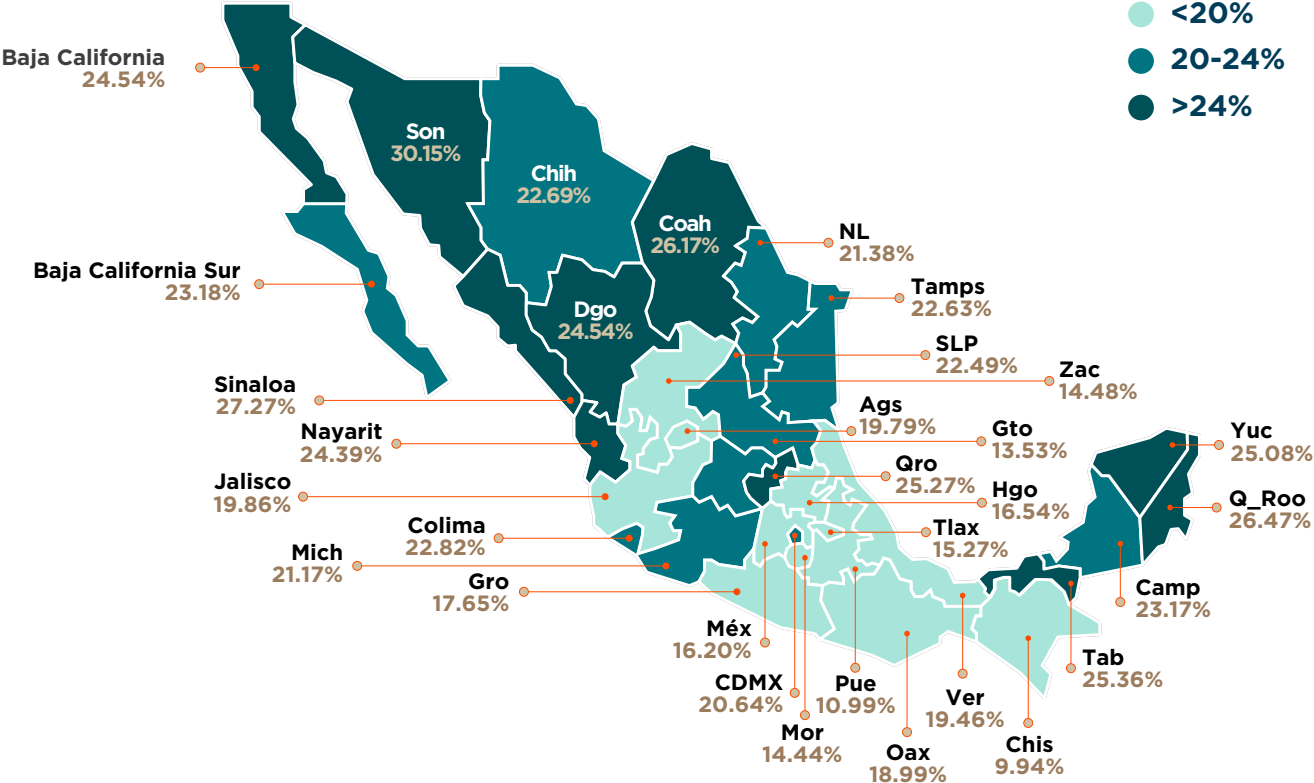 <20%
20-24%
>24%
Baja California
24.54%
Son
30.15%
Chih
22.69%
Coah
26.17%
NL
21.38%
Baja California Sur
23.18%
Tamps
22.63%
Dgo
24.54%
SLP
22.49%
Zac
14.48%
Sinaloa
27.27%
Ags
19.79%
Nayarit
24.39%
Gto
13.53%
Yuc
25.08%
Qro
25.27%
Jalisco
19.86%
Hgo
16.54%
Q_Roo
26.47%
Colima
22.82%
Tlax
15.27%
Mich
21.17%
Gro
17.65%
Camp
23.17%
Méx
16.20%
Tab
25.36%
CDMX
20.64%
Pue
10.99%
Ver
19.46%
Mor
14.44%
Oax
18.99%
Chis
9.94%